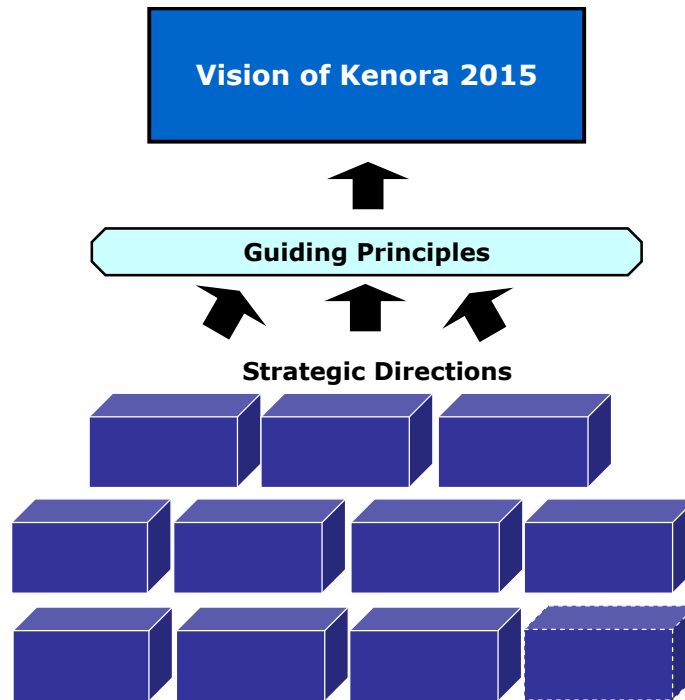 Vision of Kenora 2015
Guiding Principles
Strategic Directions